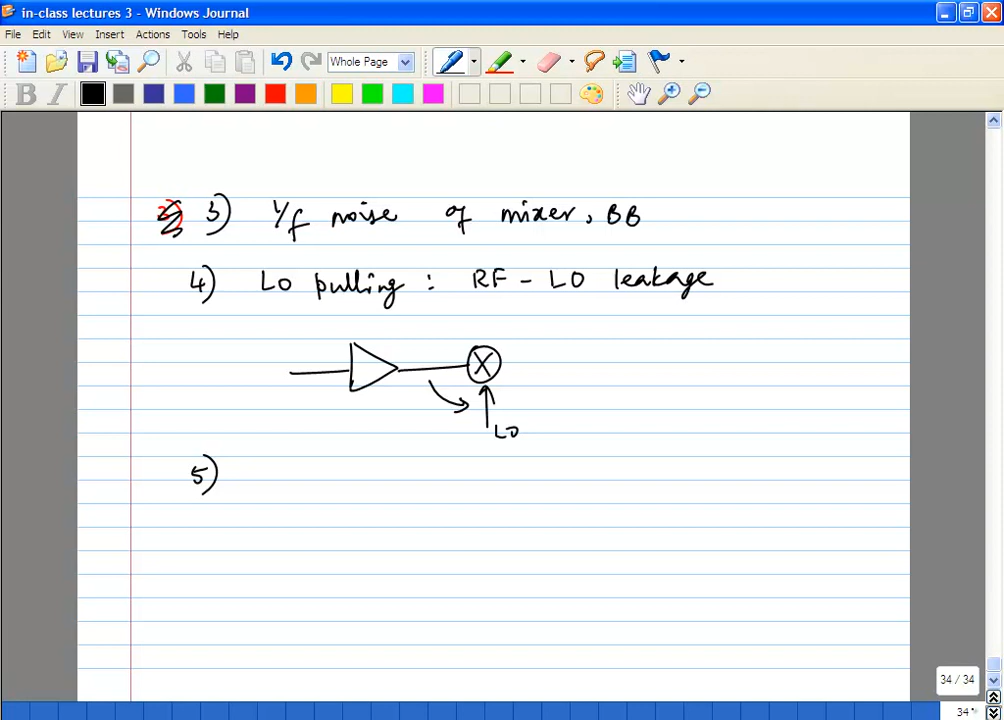 in-class lectures 3 - Windows Journal
File Edit View Insert Actions Tools Help
Whole Page
B I
3) 1/f noise of mixer, BB
4) LO pulling : RF - LO leakage
X
LO
5)
34 / 34
34